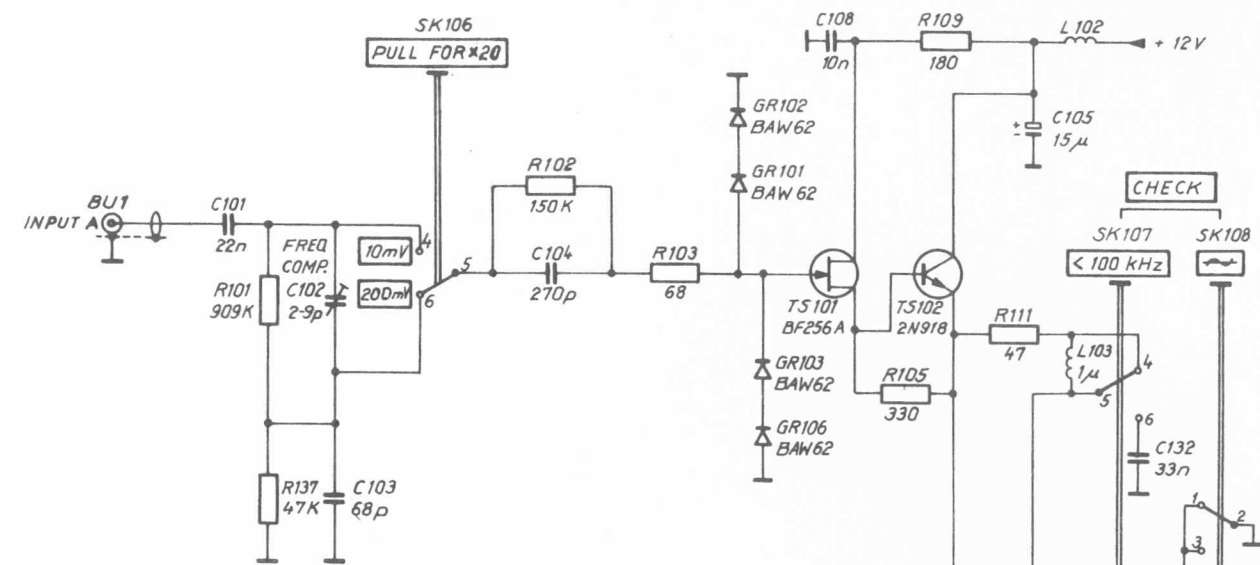 SK106
PULL FOR x20
C108
10n
R109
180
L102
+ 12V
GR102
BAW62
+
-
C105
15μ
GR101
BAW 62
R102
150K
CHECK
BU1
INPUT A
C101
22n
FREQ
COMP.
C102
2-9p
10mV
4
5
200mV
6
C104
270p
R103
68
SK107
SK108
< 100 kHz
R101
909K
TS101
BF256A
TS102
2N918
R111
47
L103
1μ
4
5
GR103
BAW62
R105
330
6
C132
33n
GR106
BAW62
R137
47K
C103
68p
1
2
3